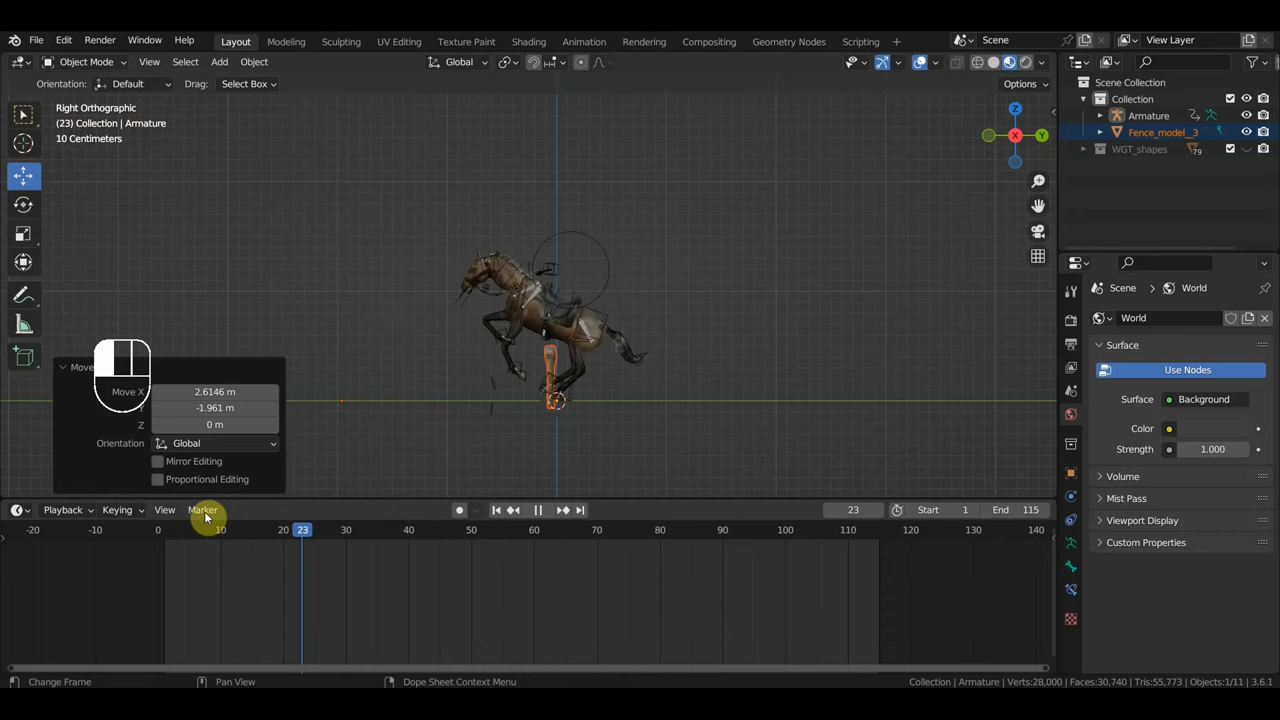 File Edit Render Window Help Layout Modeling Sculpting UV Editing Texture Paint Shading Animation Rendering Compositing Geometry Nodes Scripting + Scene View Layer
Object Mode View Select Add Object Global Options
Orientation: Default Drag: Select Box
Right Orthographic
(23) Collection | Armature
10 Centimeters
Z
X
Y
Scene Collection
Collection
Armature
Fence_model_3
WGT_shapes 79
Scene World
World
Surface
Use Nodes
Surface Background
Color
Strength 1.000
Volume
Mist Pass
Viewport Display
Custom Properties
Move
Move X 2.6146 m
-1.961 m
Z 0 m
Orientation Global
Mirror Editing
Proportional Editing
Playback Keying View Marker 23 Start 1 End 115
-20 -10 0 10 20 23 30 40 50 60 70 80 90 100 110 120 130 140
Change Frame Pan View Dope Sheet Context Menu Collection | Armature | Verts:28,000 | Faces:30,740 | Tris:55,773 | Objects:1/11 | 3.6.1